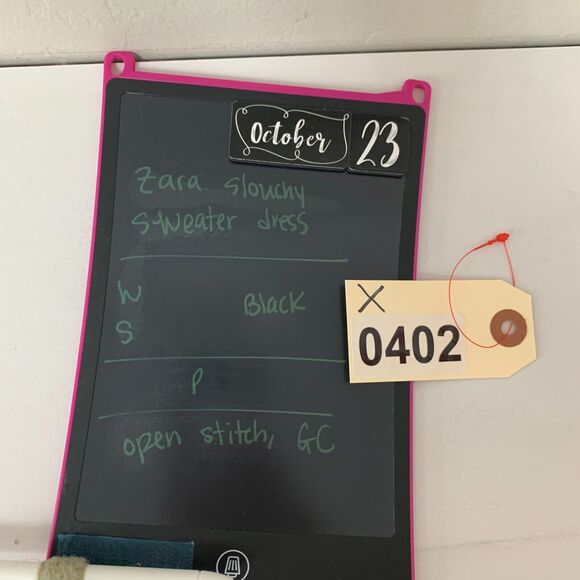 October 23
Zara slouchy
sweater dress
W Black
S
P
open stitch, GC
X
0402